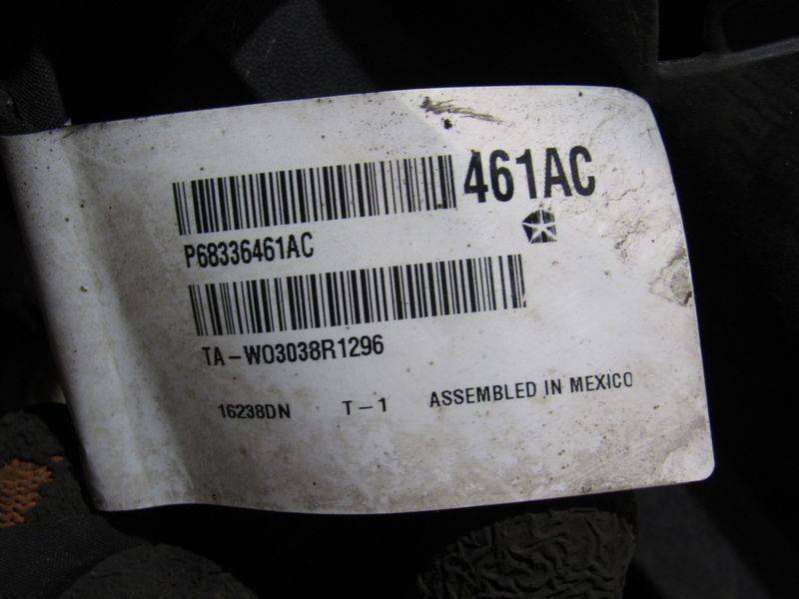 461AC
P68336461AC
TA-W03038R1296
16238DN T-1 ASSEMBLED IN MEXICO